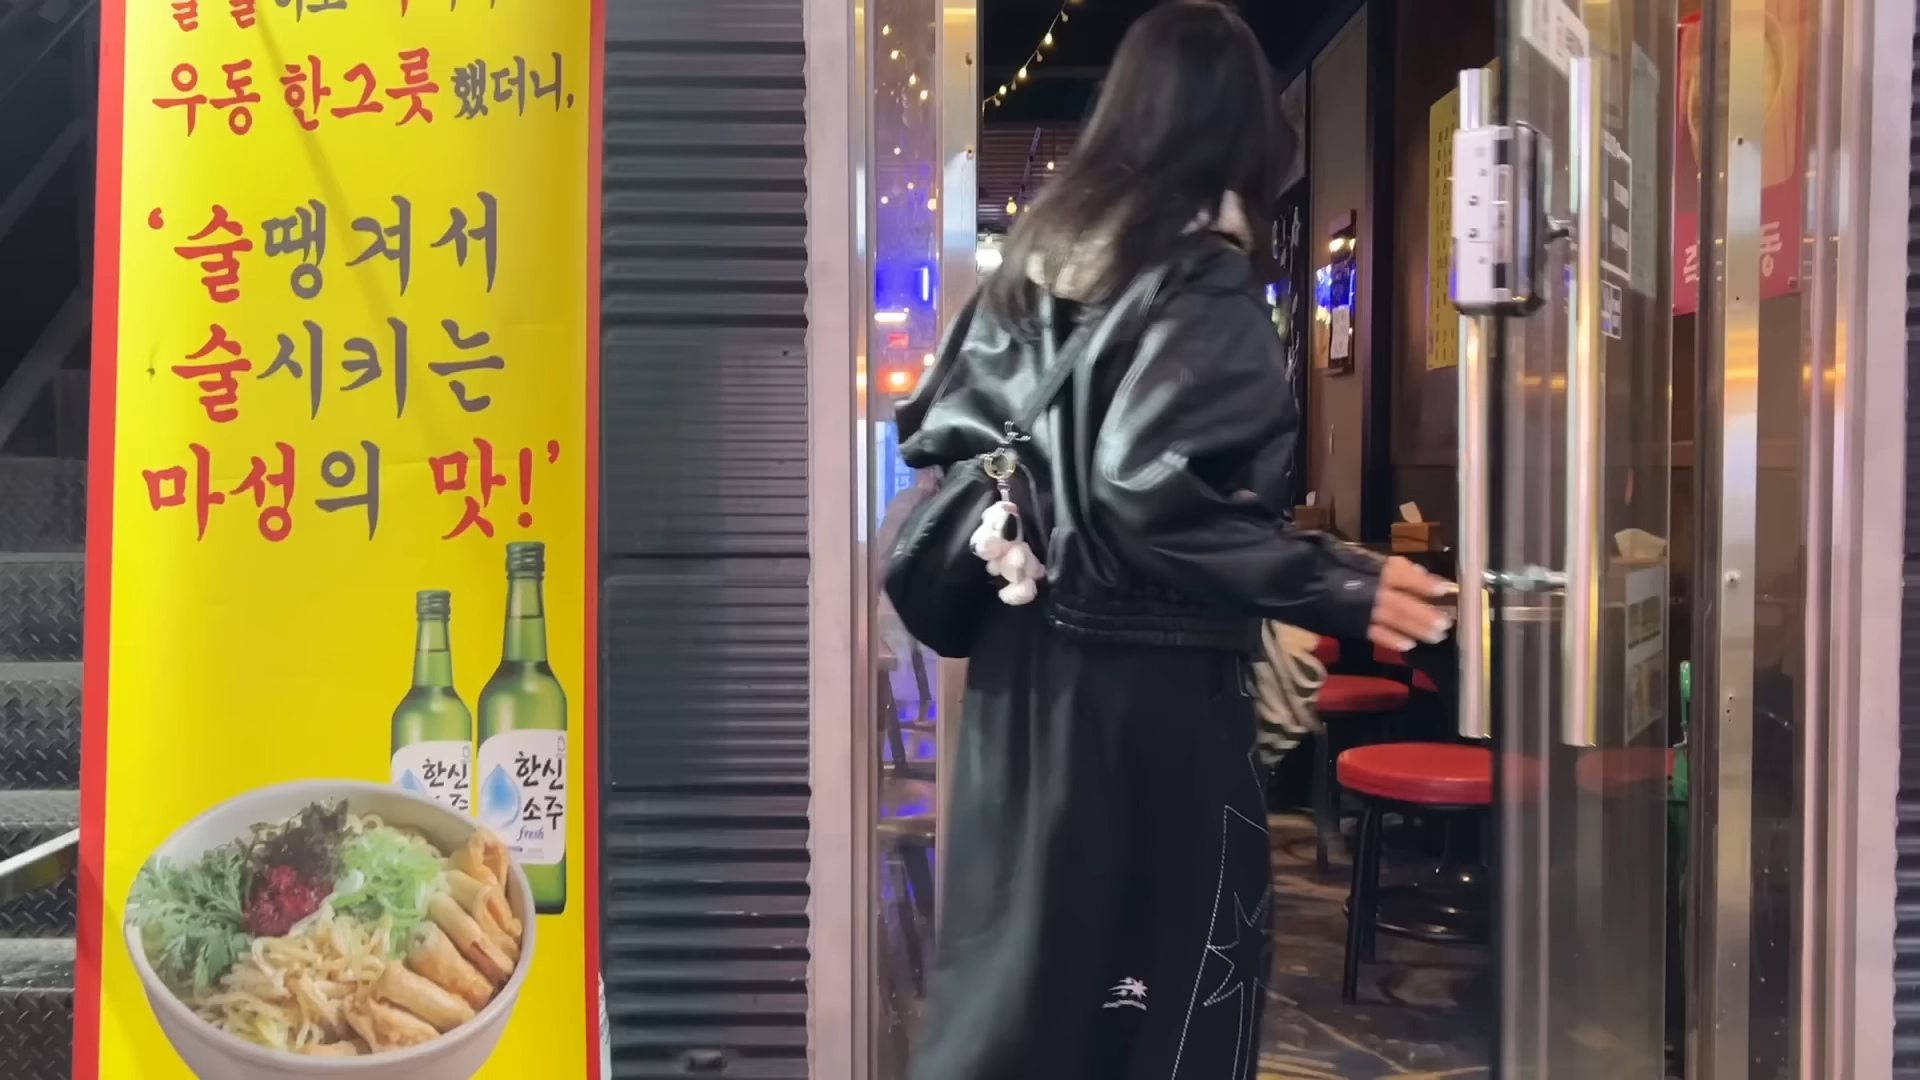 우동 한그릇 했더니,
‘술땡겨서
술시키는
마성의 맛!’
한신
한신
소주
fresh